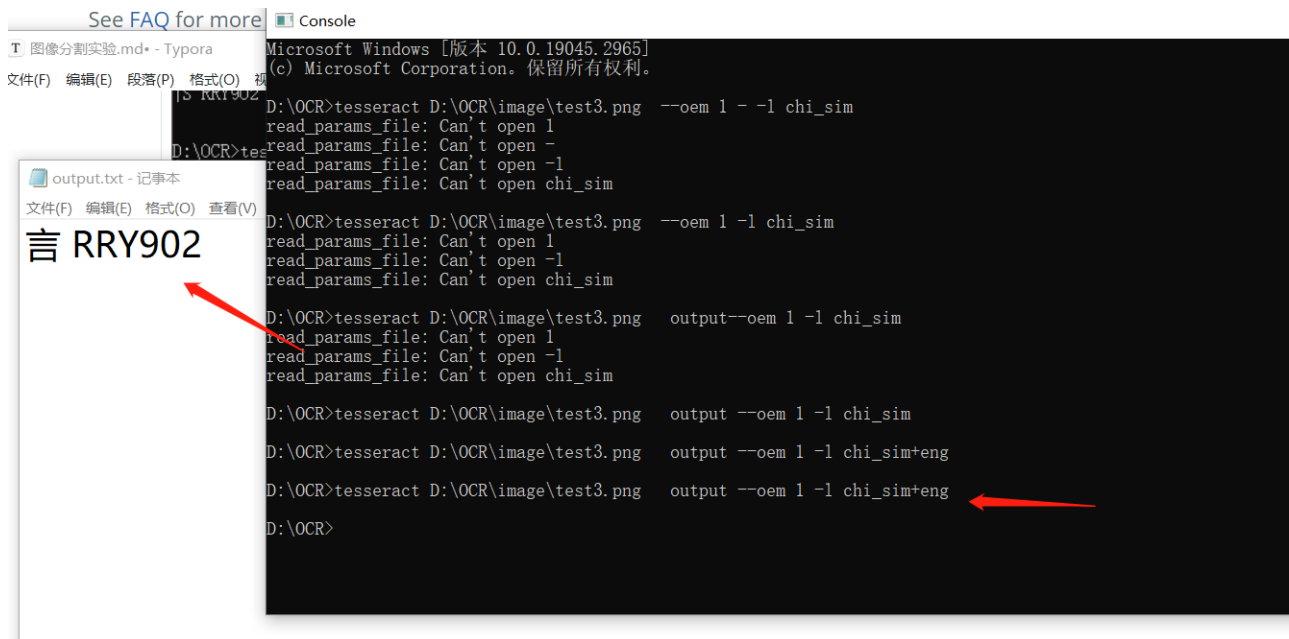 See FAQ for more
T 图像分割实验.md• - Typora
文件(F) 编辑(E) 段落(P) 格式(O) 视
RRY902
D:\OCR>tes
output.txt - 记事本
文件(F) 编辑(E) 格式(O) 查看(V)
言 RRY902
Console
Microsoft Windows [版本 10.0.19045.2965]
(c) Microsoft Corporation。保留所有权利。
D:\OCR>tesseract D:\OCR\image\test3.png --oem 1 - -l chi_sim
read_params_file: Can't open 1
read_params_file: Can't open -
read_params_file: Can't open -l
read_params_file: Can't open chi_sim
D:\OCR>tesseract D:\OCR\image\test3.png --oem 1 -l chi_sim
read_params_file: Can't open 1
read_params_file: Can't open -l
read_params_file: Can't open chi_sim
D:\OCR>tesseract D:\OCR\image\test3.png output--oem 1 -l chi_sim
read_params_file: Can't open 1
read_params_file: Can't open -l
read_params_file: Can't open chi_sim
D:\OCR>tesseract D:\OCR\image\test3.png output --oem 1 -l chi_sim
D:\OCR>tesseract D:\OCR\image\test3.png output --oem 1 -l chi_sim+eng
D:\OCR>tesseract D:\OCR\image\test3.png output --oem 1 -l chi_sim+eng
D:\OCR>